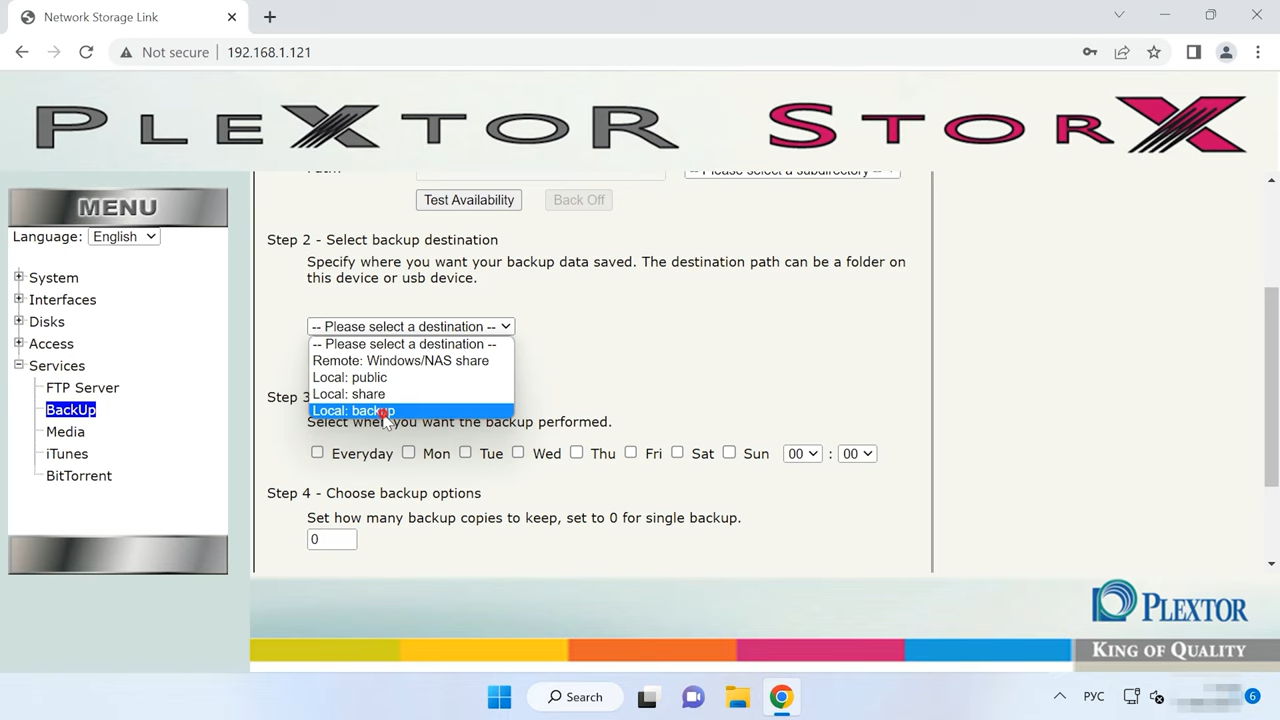 Network Storage Link
Not secure
192.168.1.121
PLEXTOR STORX
MENU
Language: English
System
Interfaces
Disks
Access
Services
FTP Server
BackUp
Media
iTunes
BitTorrent
-- Please select a subdirectory --
Test Availability
Back Off
Step 2 - Select backup destination
Specify where you want your backup data saved. The destination path can be a folder on
this device or usb device.
-- Please select a destination --
-- Please select a destination --
Remote: Windows/NAS share
Local: public
Local: share
Local: backup
Step 3
Select when you want the backup performed.
Everyday Mon Tue Wed Thu Fri Sat Sun 00 : 00
Step 4 - Choose backup options
Set how many backup copies to keep, set to 0 for single backup.
0
PLEXTOR
KING OF QUALITY
Search
РУС
6